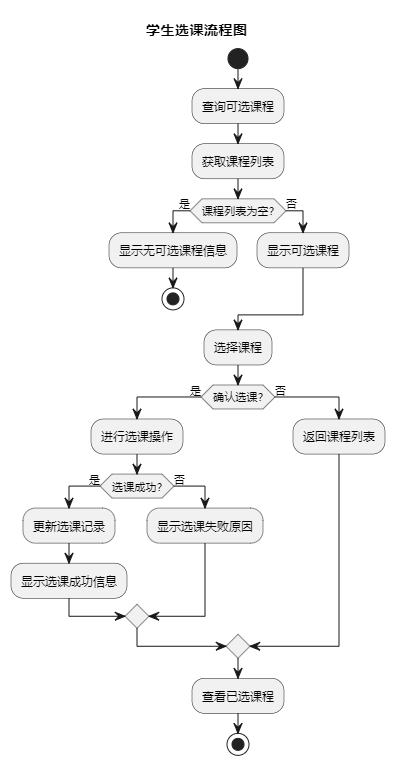 学生选课流程图
查询可选课程
获取课程列表
课程列表为空?
是
否
显示无可选课程信息
显示可选课程
选择课程
确认选课?
是
否
进行选课操作
返回课程列表
选课成功?
是
否
更新选课记录
显示选课失败原因
显示选课成功信息
查看已选课程